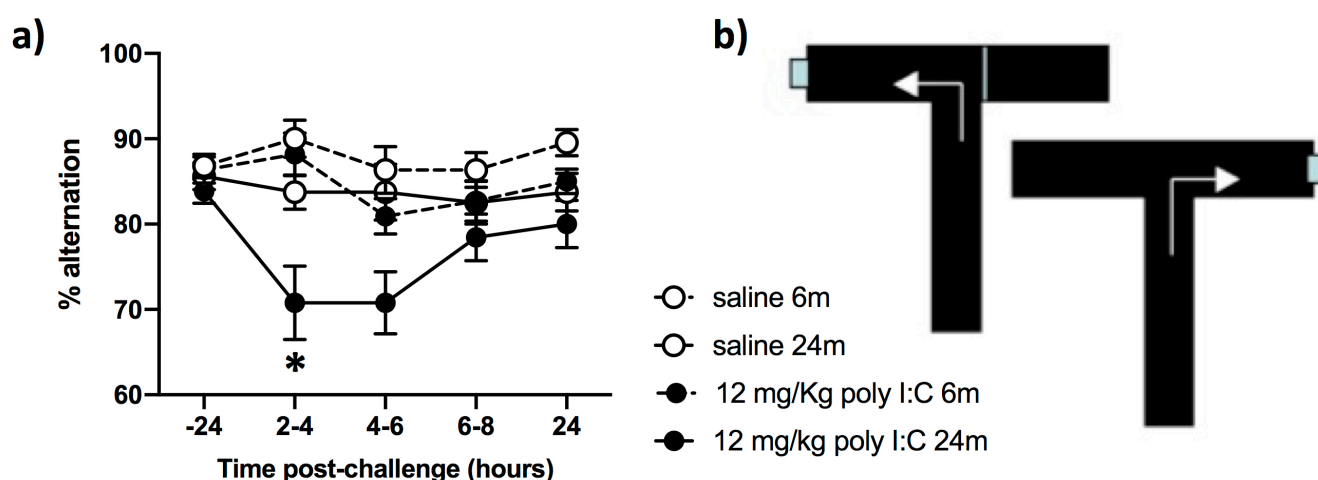 a)
100
90
80
70
60
% alternation
*
-24 2-4 4-6 6-8 24
Time post-challenge (hours)
b)
saline 6m
saline 24m
12 mg/Kg poly I:C 6m
12 mg/kg poly I:C 24m